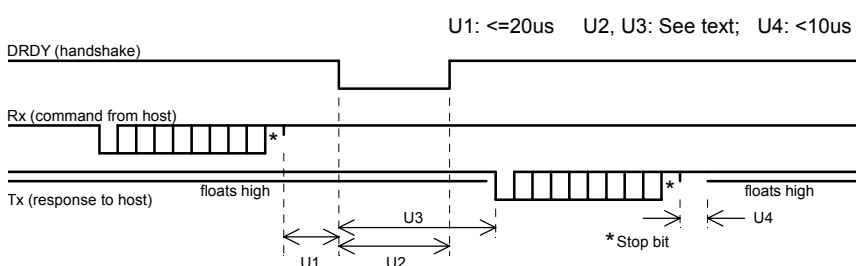 U1: <=20us U2, U3: See text; U4: <10us
DRDY (handshake)
Rx (command from host)
*
Tx (response to host)
floats high
*
floats high
U3
U4
*Stop bit
U1
U2